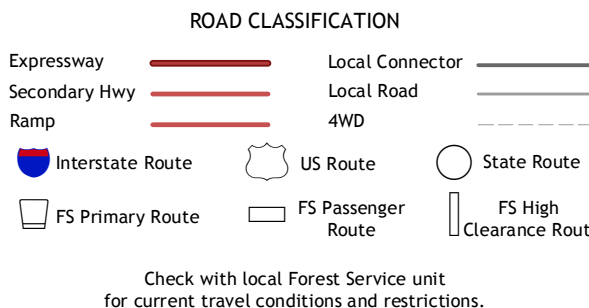 ROAD CLASSIFICATION
Expressway
Local Connector
Secondary Hwy
Local Road
Ramp
4WD
Interstate Route
US Route
State Route
FS Primary Route
FS Passenger
Route
FS High
Clearance Rout
Check with local Forest Service unit
for current travel conditions and restrictions.